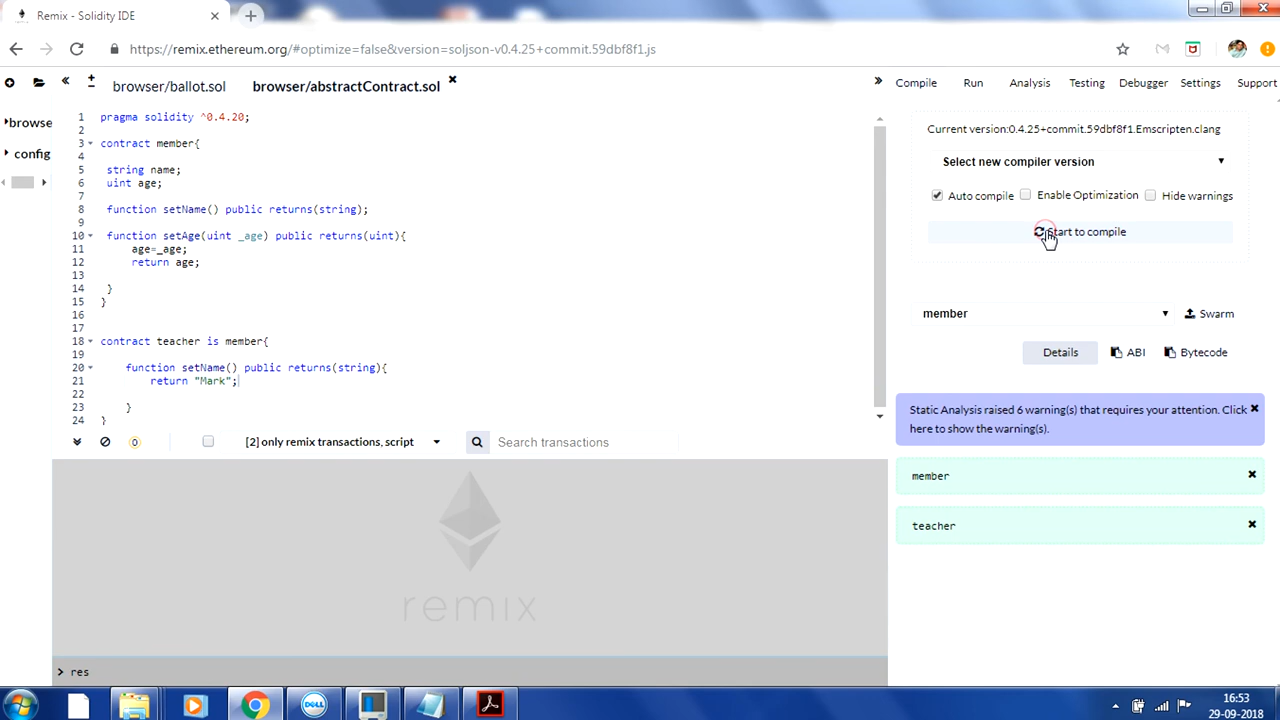 Remix - Solidity IDE
https://remix.ethereum.org/#optimize=false&version=soljson-v0.4.25+commit.59dbf8f1.js
browser/ballot.sol browser/abstractContract.sol
Compile Run Analysis Testing Debugger Settings Support
browse
config
1 pragma solidity ^0.4.20;
2
3 contract member{
4
5 string name;
6 uint age;
7
8 function setName() public returns(string);
9
10 function setAge(uint _age) public returns(uint){
11 age=_age;
12 return age;
13
14 }
15 }
16
17
18 contract teacher is member{
19
20 function setName() public returns(string){
21 return "Mark";
22
23 }
24 }
Current version:0.4.25+commit.59dbf8f1.Emscripten.clang
Select new compiler version
Auto compile Enable Optimization Hide warnings
Start to compile
member Swarm
Details ABI Bytecode
Static Analysis raised 6 warning(s) that requires your attention. Click
here to show the warning(s).
member
teacher
0 [2] only remix transactions, script Search transactions
remix
> res
DELL
16:53
29-09-2018